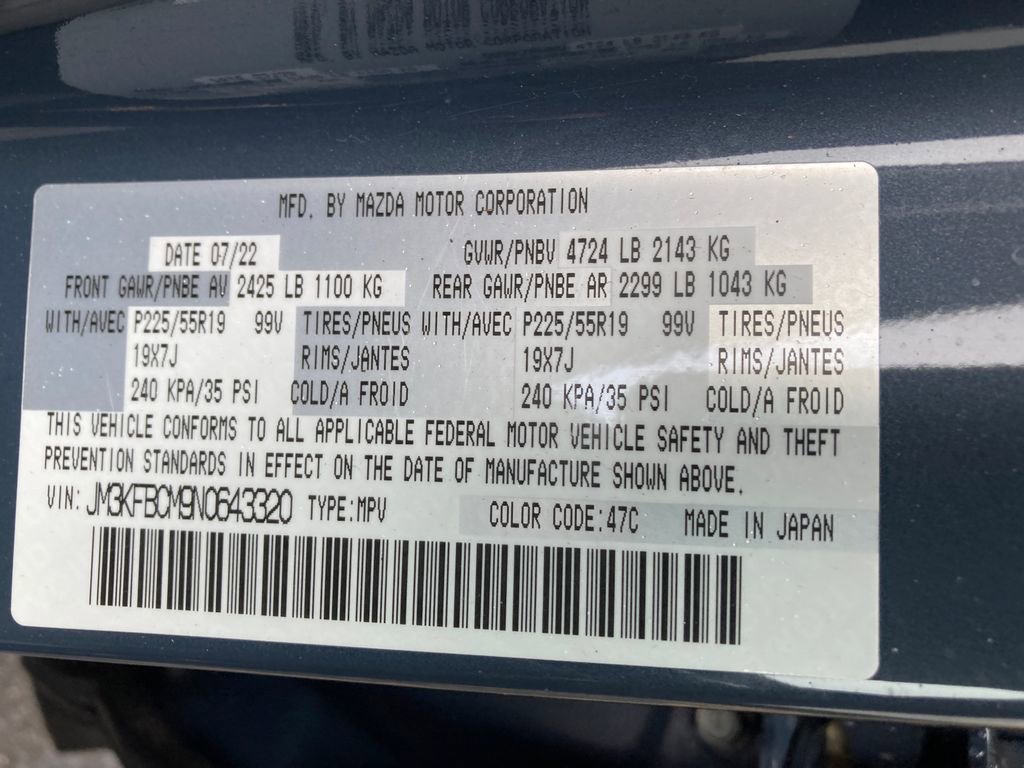 MFD. BY MAZDA MOTOR CORPORATION
DATE 07/22 GVWR/PNBV 4724 LB 2143 KG
FRONT GAWR/PNBE AV 2425 LB 1100 KG REAR GAWR/PNBE AR 2299 LB 1043 KG
WITH/AVEC P225/55R19 99V TIRES/PNEUS WITH/AVEC P225/55R19 99V TIRES/PNEUS
19X7J RIMS/JANTES 19X7J RIMS/JANTES
240 KPA/35 PSI COLD/A FROID 240 KPA/35 PSI COLD/A FROID
THIS VEHICLE CONFORMS TO ALL APPLICABLE FEDERAL MOTOR VEHICLE SAFETY AND THEFT
PREVENTION STANDARDS IN EFFECT ON THE DATE OF MANUFACTURE SHOWN ABOVE.
VIN: JM3KFBCM9N0643320 TYPE:MPV COLOR CODE:47C MADE IN JAPAN